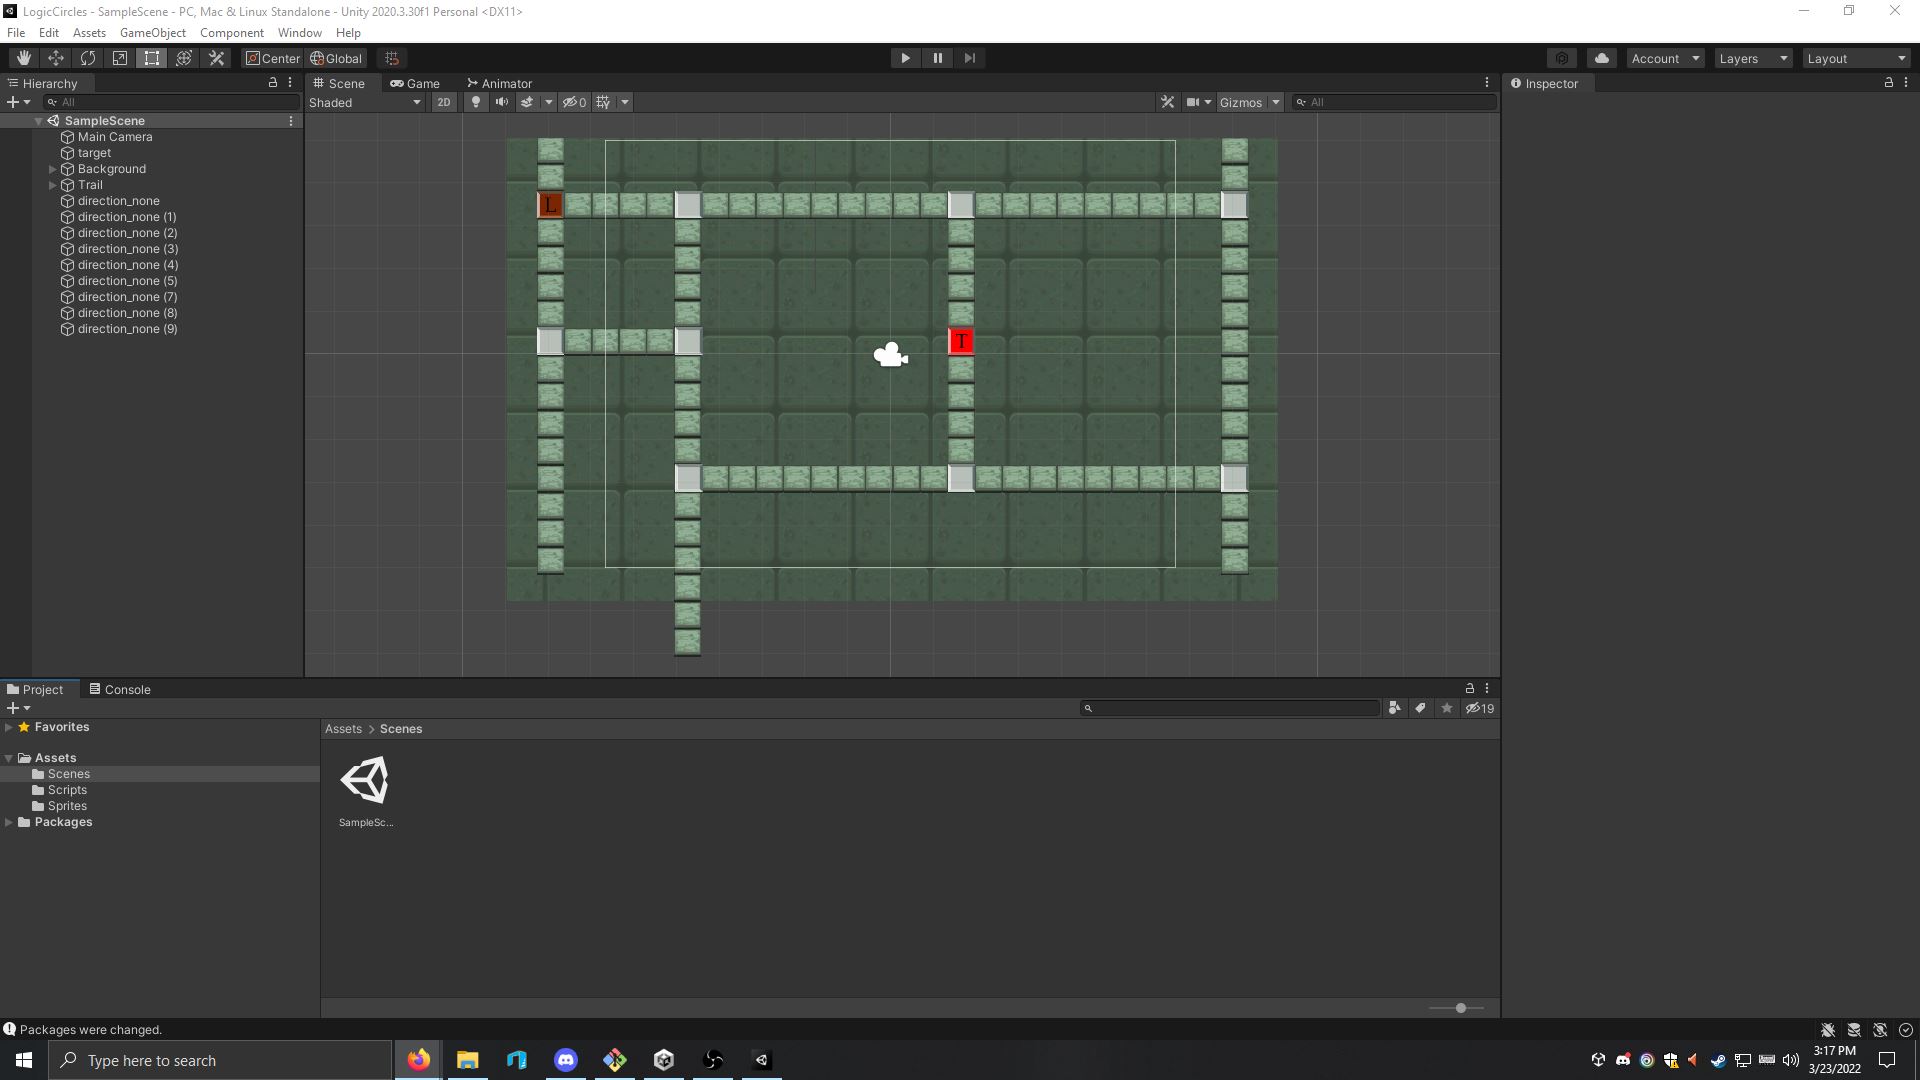 LogicCircles - SampleScene - PC, Mac & Linux Standalone - Unity 2020.3.30f1 Personal <DX11>
File Edit Assets GameObject Component Window Help
Center Global Account Layers Layout
Hierarchy Scene Game Animator Inspector
All Shaded 2D 0 Gizmos All
SampleScene
Main Camera
target
Background
Trail
direction_none
direction_none (1)
direction_none (2)
direction_none (3)
direction_none (4)
direction_none (5)
direction_none (7)
direction_none (8)
direction_none (9)
L
T
Project Console
19
Favorites
Assets > Scenes
Assets
Scenes
Scripts
Sprites
Packages
SampleSc...
Packages were changed.
Type here to search
3:17 PM
3/23/2022